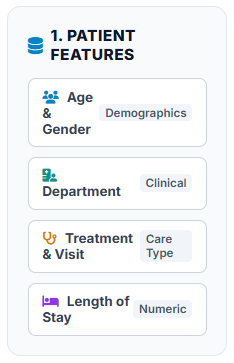 1. PATIENT
FEATURES
Age
&
Gender
Demographics
Department
Clinical
Treatment
& Visit
Care
Type
Length of
Stay
Numeric